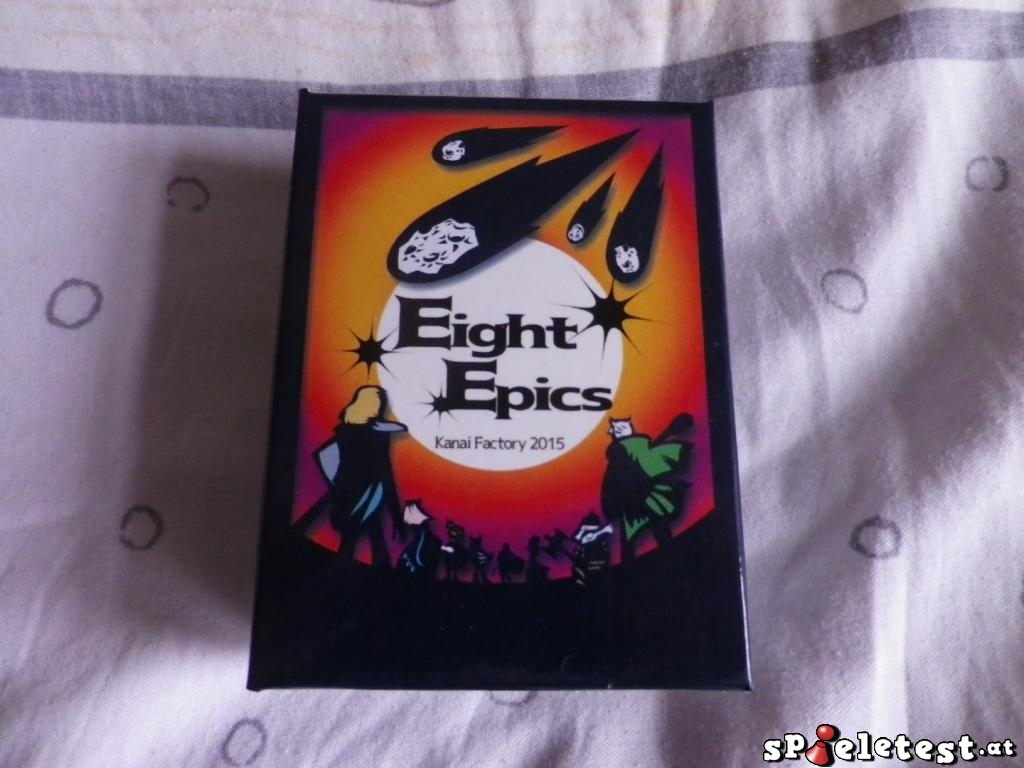 Eight
Epics
Kanai Factory 2015
spieletest.at